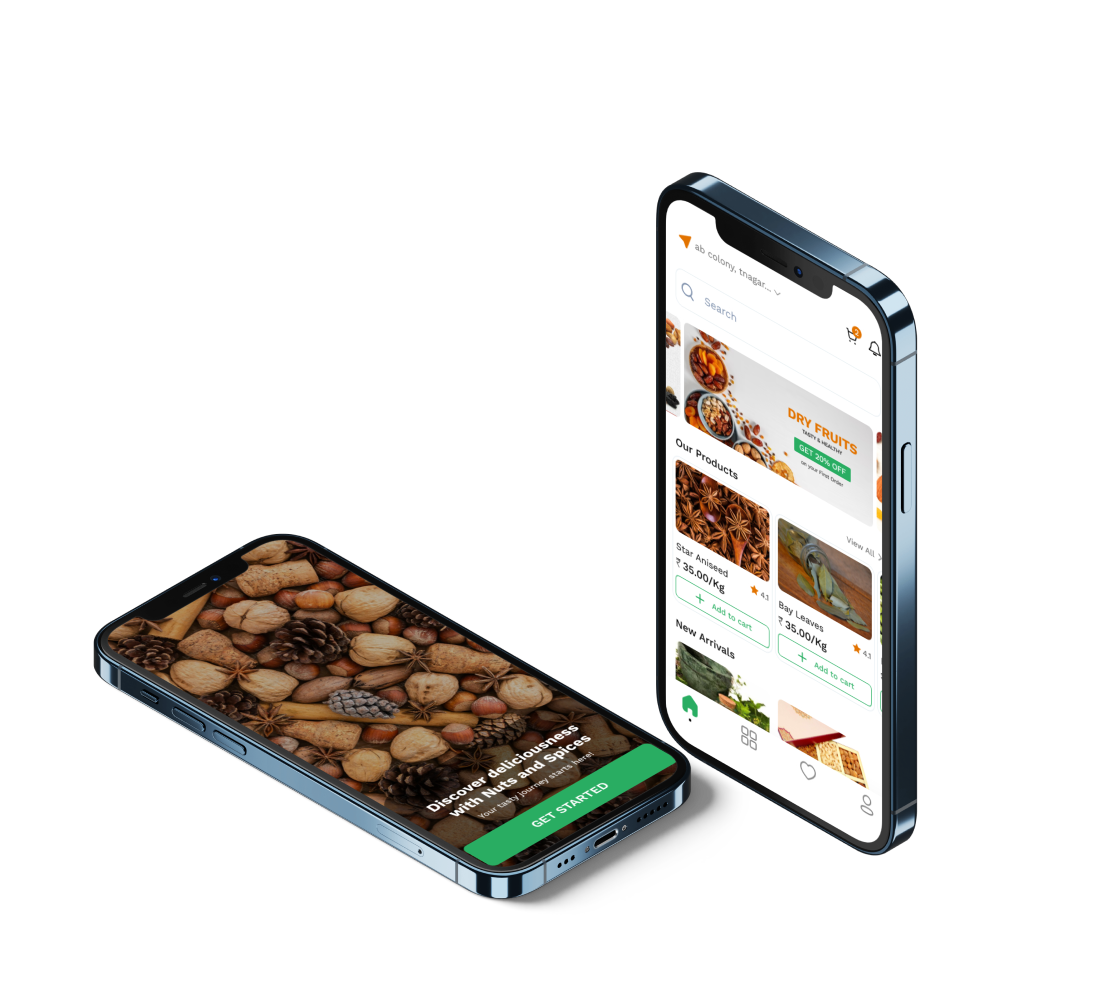 Discover deliciousness
with Nuts and Spices
Your tasty journey starts here!
GET STARTED
ab colony, tnagar...
2
Search
DRY FRUITS
TASTY & HEALTHY
GET 20% OFF
on your First Order
Our Products
View All
Star Aniseed
₹ 35.00/Kg
4.1
+ Add to cart
Bay Leaves
₹ 35.00/Kg
4.1
+ Add to cart
New Arrivals